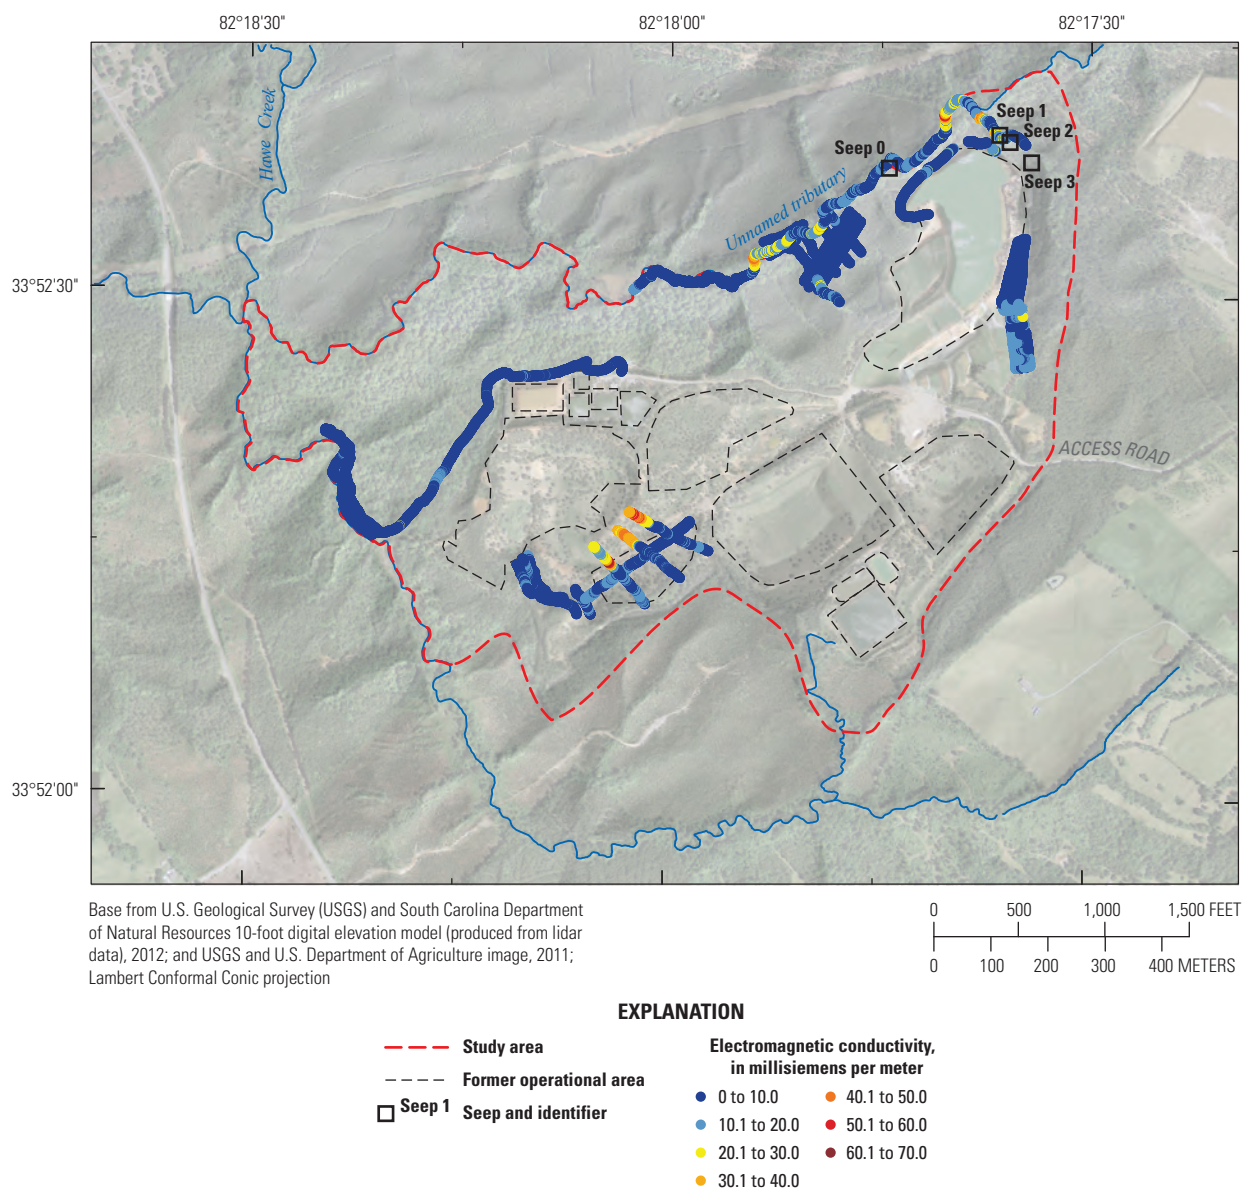 82°18'30"
82°18'00"
82°17'30"
Hawe Creek
Seep 1
Seep 2
Seep 0
Seep 3
Unnamed tributary
33°52'30"
ACCESS ROAD
33°52'00"
Base from U.S. Geological Survey (USGS) and South Carolina Department
of Natural Resources 10-foot digital elevation model (produced from lidar
data), 2012; and USGS and U.S. Department of Agriculture image, 2011;
Lambert Conformal Conic projection
0 500 1,000 1,500 FEET
0 100 200 300 400 METERS
EXPLANATION
Study area
Former operational area
Seep 1 Seep and identifier
Electromagnetic conductivity,
in millisiemens per meter
0 to 10.0
10.1 to 20.0
20.1 to 30.0
30.1 to 40.0
40.1 to 50.0
50.1 to 60.0
60.1 to 70.0